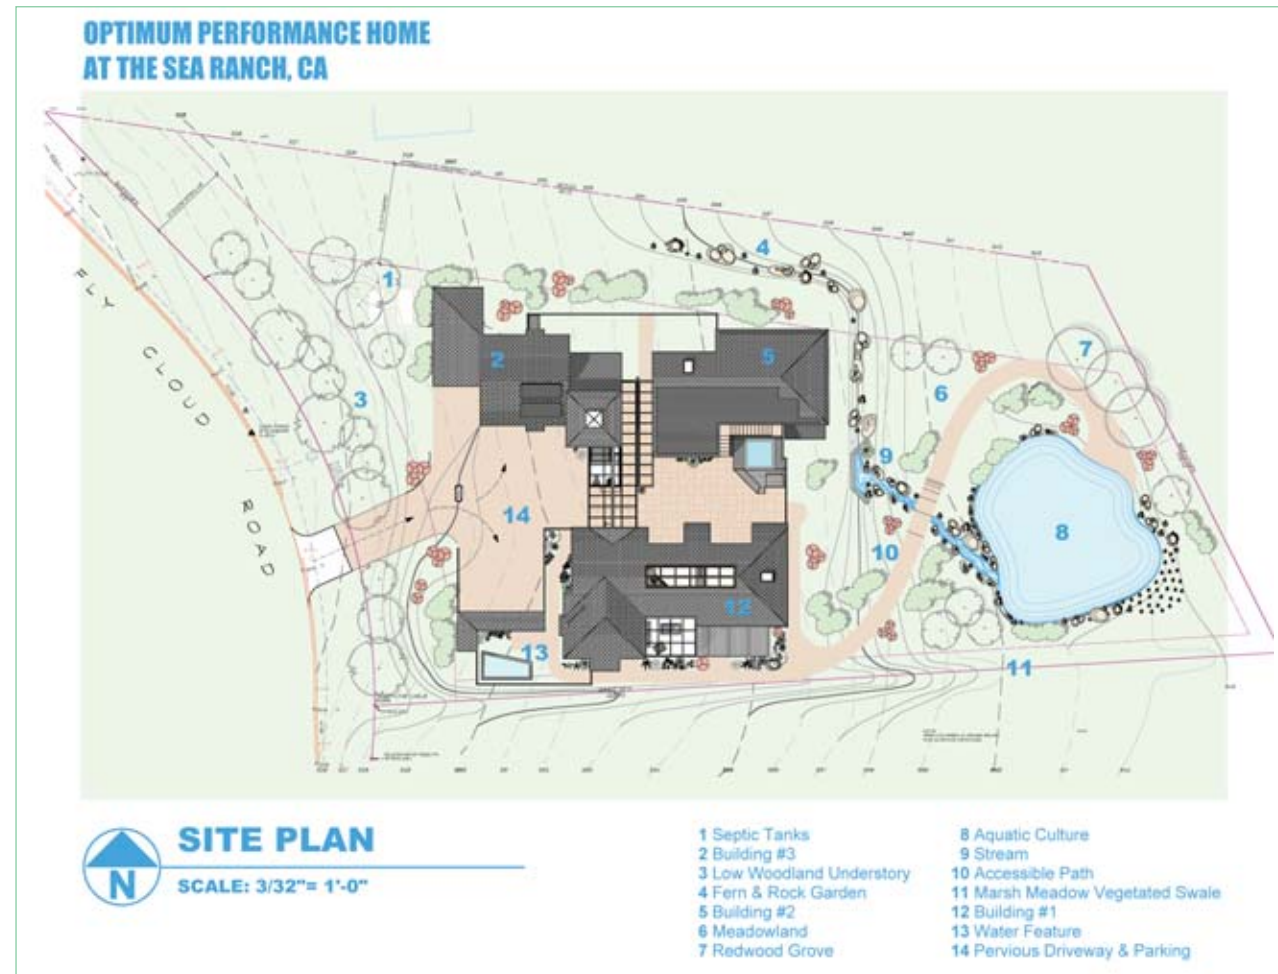 OPTIMUM PERFORMANCE HOME
AT THE SEA RANCH, CA
4
1
7
2
5
3
6
9
14
8
10
12
13
11
FLY CLOUD ROAD
SITE PLAN
N
SCALE: 3/32"= 1'-0"
1 Septic Tanks
2 Building #3
3 Low Woodland Understory
4 Fern & Rock Garden
5 Building #2
6 Meadowland
7 Redwood Grove
8 Aquatic Culture
9 Stream
10 Accessible Path
11 Marsh Meadow Vegetated Swale
12 Building #1
13 Water Feature
14 Pervious Driveway & Parking